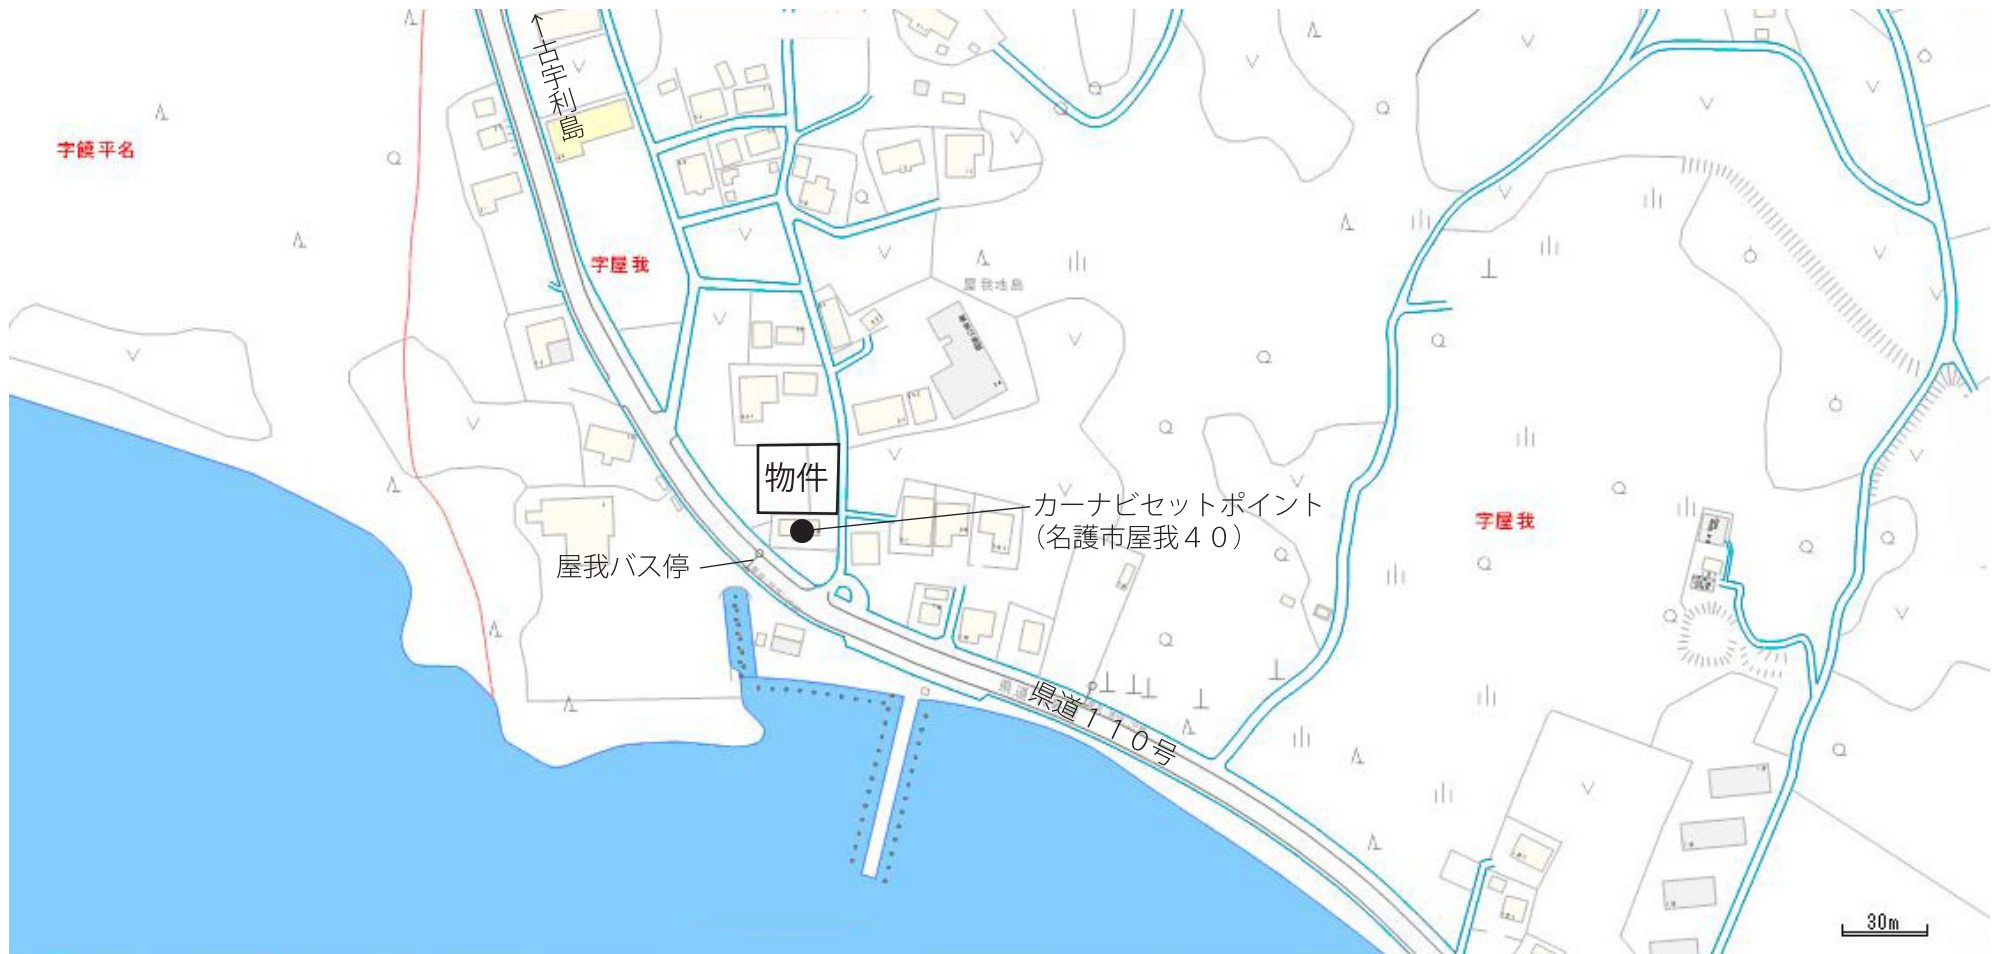 ↑古宇利島
字饒平名
字屋我
屋我地島
物件
カーナビセットポイント
（名護市屋我４０）
屋我バス停
字屋我
県道１１０号
30m